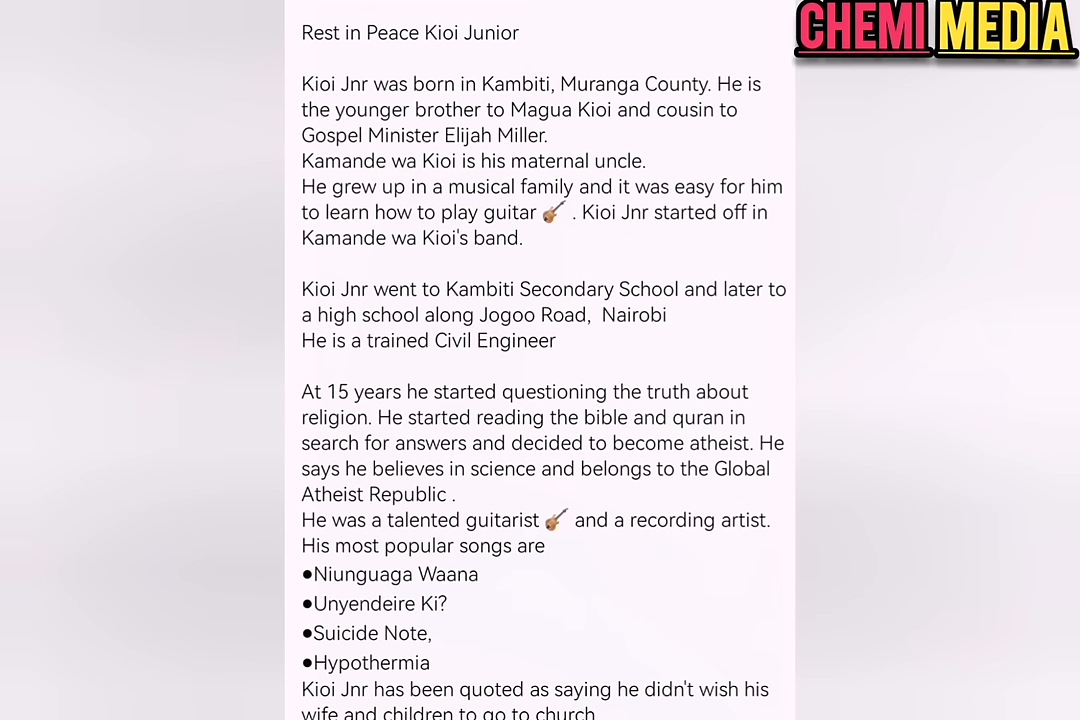 CHEMI MEDIA
Rest in Peace Kioi Junior
Kioi Jnr was born in Kambiti, Muranga County. He is
the younger brother to Magua Kioi and cousin to
Gospel Minister Elijah Miller.
Kamande wa Kioi is his maternal uncle.
He grew up in a musical family and it was easy for him
to learn how to play guitar 🎸 . Kioi Jnr started off in
Kamande wa Kioi's band.
Kioi Jnr went to Kambiti Secondary School and later to
a high school along Jogoo Road,  Nairobi
He is a trained Civil Engineer
At 15 years he started questioning the truth about
religion. He started reading the bible and quran in
search for answers and decided to become atheist. He
says he believes in science and belongs to the Global
Atheist Republic .
He was a talented guitarist 🎸 and a recording artist.
His most popular songs are
●Niunguaga Waana
●Unyendeire Ki?
●Suicide Note,
●Hypothermia
Kioi Jnr has been quoted as saying he didn't wish his
wife and children to go to church